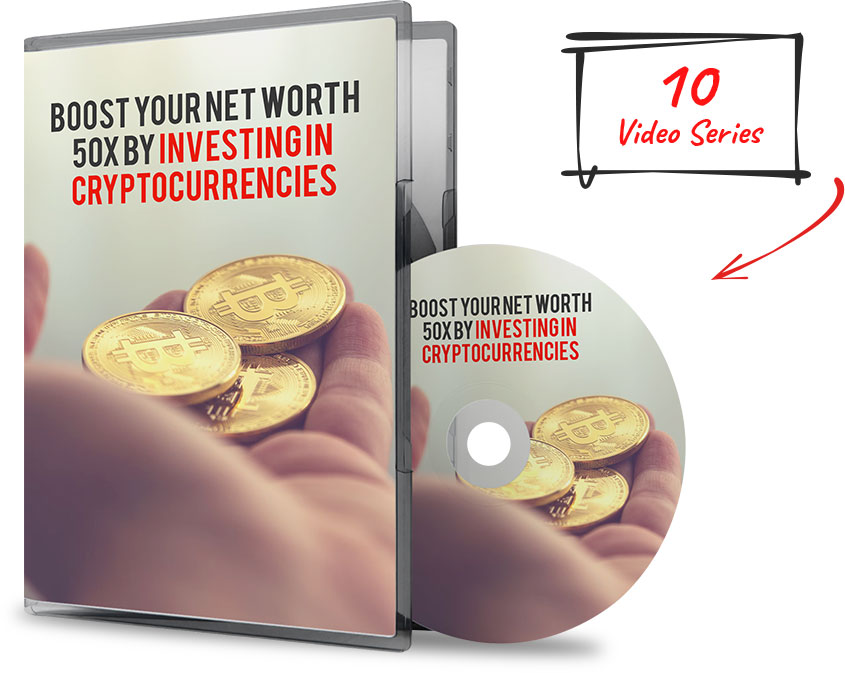 BOOST YOUR NET WORTH
50X BY INVESTING IN
CRYPTOCURRENCIES
10
Video Series
BOOST YOUR NET WORTH
50X BY INVESTING IN
CRYPTOCURRENCIES